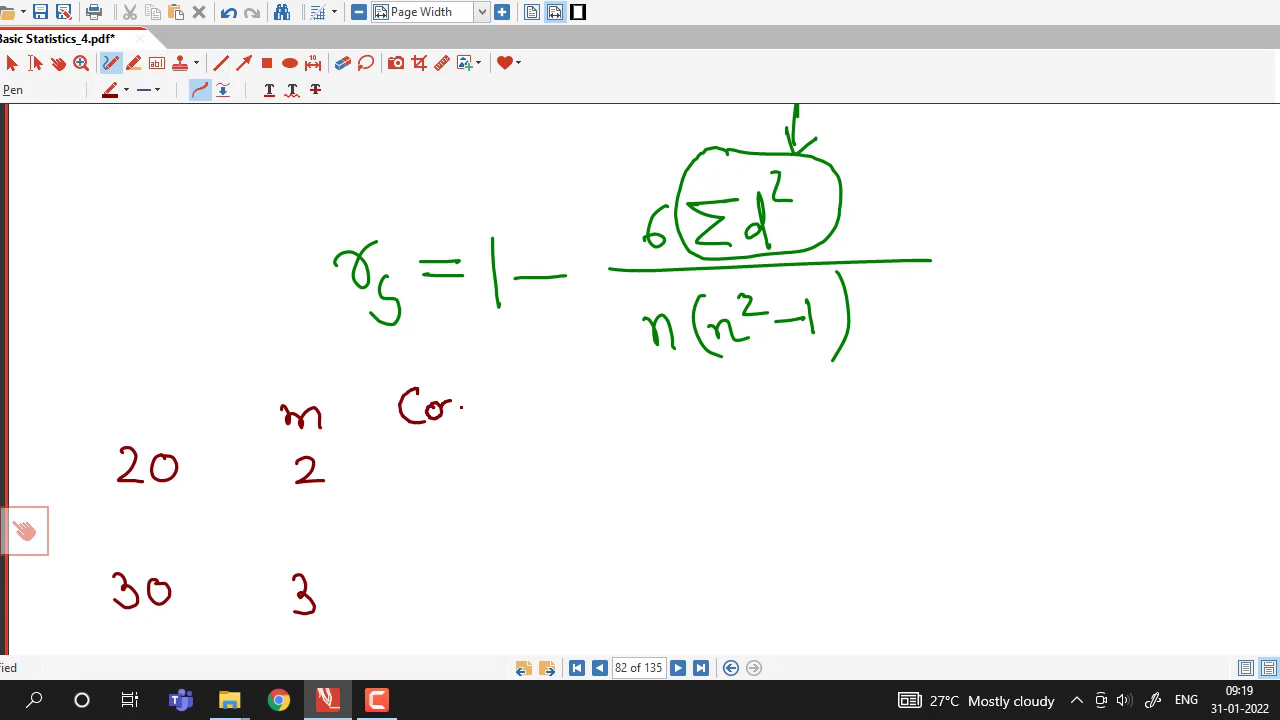 Page Width
Basic Statistics_4.pdf*
Pen
r_s = 1 - 6 Σd² / n(n² - 1)
m Cor.
20 2
30 3
82 of 135
27°C Mostly cloudy
ENG
09:19
31-01-2022